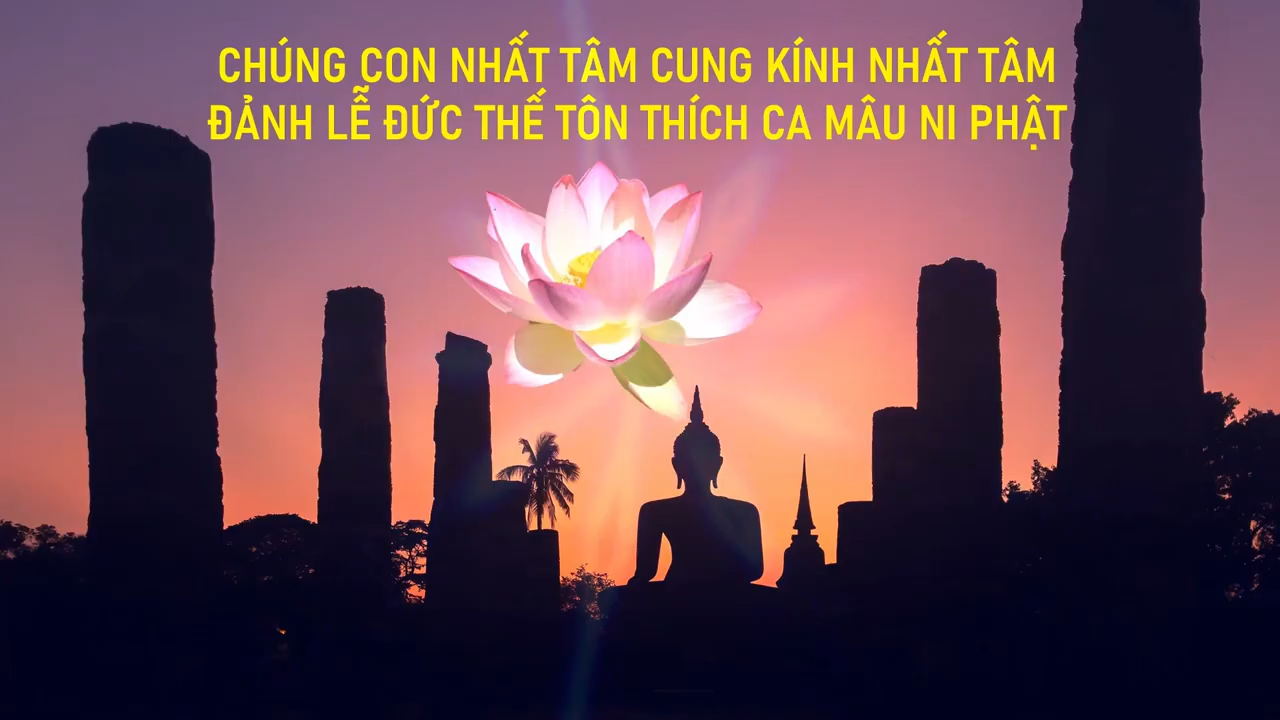 CHÚNG CON NHẤT TÂM CUNG KÍNH NHẤT TÂM
ĐẢNH LỄ ĐỨC THẾ TÔN THÍCH CA MÂU NI PHẬT